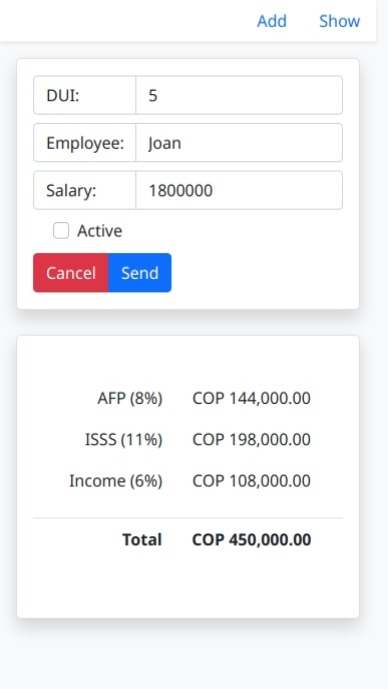 Add Show
DUI: 5
Employee: Joan
Salary: 1800000
Active
Cancel Send
AFP (8%) COP 144,000.00
ISSS (11%) COP 198,000.00
Income (6%) COP 108,000.00
Total COP 450,000.00